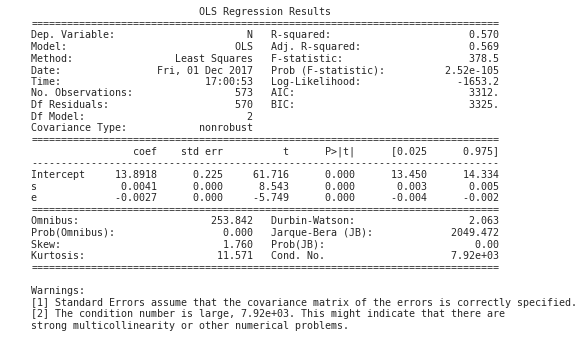 OLS Regression Results
==============================================================================
Dep. Variable:                      N   R-squared:                       0.570
Model:                            OLS   Adj. R-squared:                  0.569
Method:                 Least Squares   F-statistic:                     378.5
Date:                Fri, 01 Dec 2017   Prob (F-statistic):          2.52e-105
Time:                        17:00:53   Log-Likelihood:                -1653.2
No. Observations:                 573   AIC:                             3312.
Df Residuals:                     570   BIC:                             3325.
Df Model:                           2
Covariance Type:            nonrobust
==============================================================================
                 coef    std err          t      P>|t|      [0.025      0.975]
------------------------------------------------------------------------------
Intercept     13.8918      0.225     61.716      0.000      13.450      14.334
s              0.0041      0.000      8.543      0.000       0.003       0.005
e             -0.0027      0.000     -5.749      0.000      -0.004      -0.002
==============================================================================
Omnibus:                      253.842   Durbin-Watson:                   2.063
Prob(Omnibus):                  0.000   Jarque-Bera (JB):             2049.472
Skew:                           1.760   Prob(JB):                         0.00
Kurtosis:                      11.571   Cond. No.                     7.92e+03
==============================================================================
Warnings:
[1] Standard Errors assume that the covariance matrix of the errors is correctly specified.
[2] The condition number is large, 7.92e+03. This might indicate that there are
strong multicollinearity or other numerical problems.